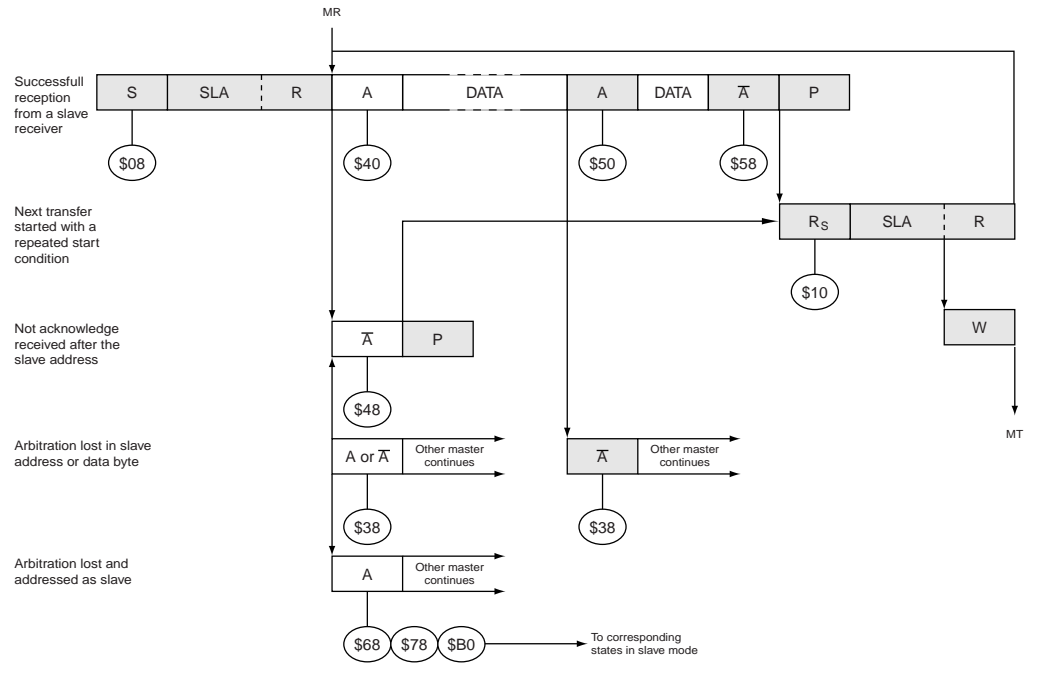 MR
Successfull
reception
from a slave
receiver
S SLA R A DATA A DATA A̅ P
$08 $40 $50 $58
Next transfer
started with a
repeated start
condition
RS SLA R
$10
Not acknowledge
received after the
slave address
A̅ P
W
$48
MT
Arbitration lost in slave
address or data byte
A or A̅
Other master
continues
A̅
Other master
continues
$38 $38
Arbitration lost and
addressed as slave
A
Other master
continues
$68 $78 $B0
To corresponding
states in slave mode